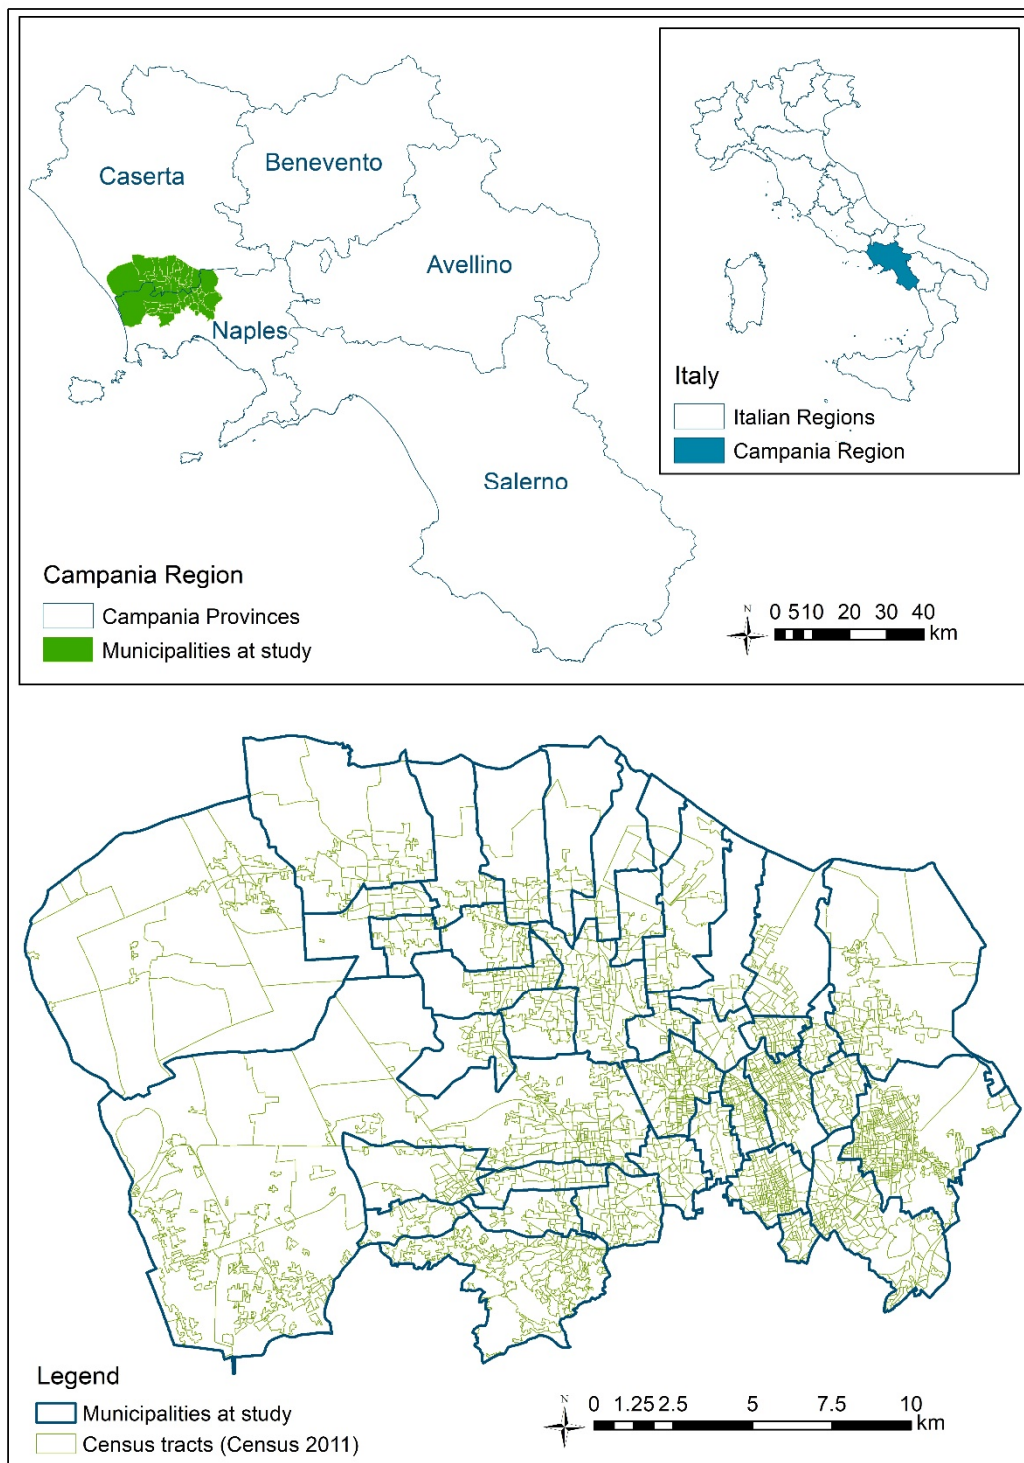 Caserta
Benevento
Avellino
Naples
Salerno
Italy
Italian Regions
Campania Region
Campania Region
Campania Provinces
Municipalities at study
N
0 510 20 30 40
km
Legend
Municipalities at study
Census tracts (Census 2011)
N
0 1.25 2.5 5 7.5 10
km